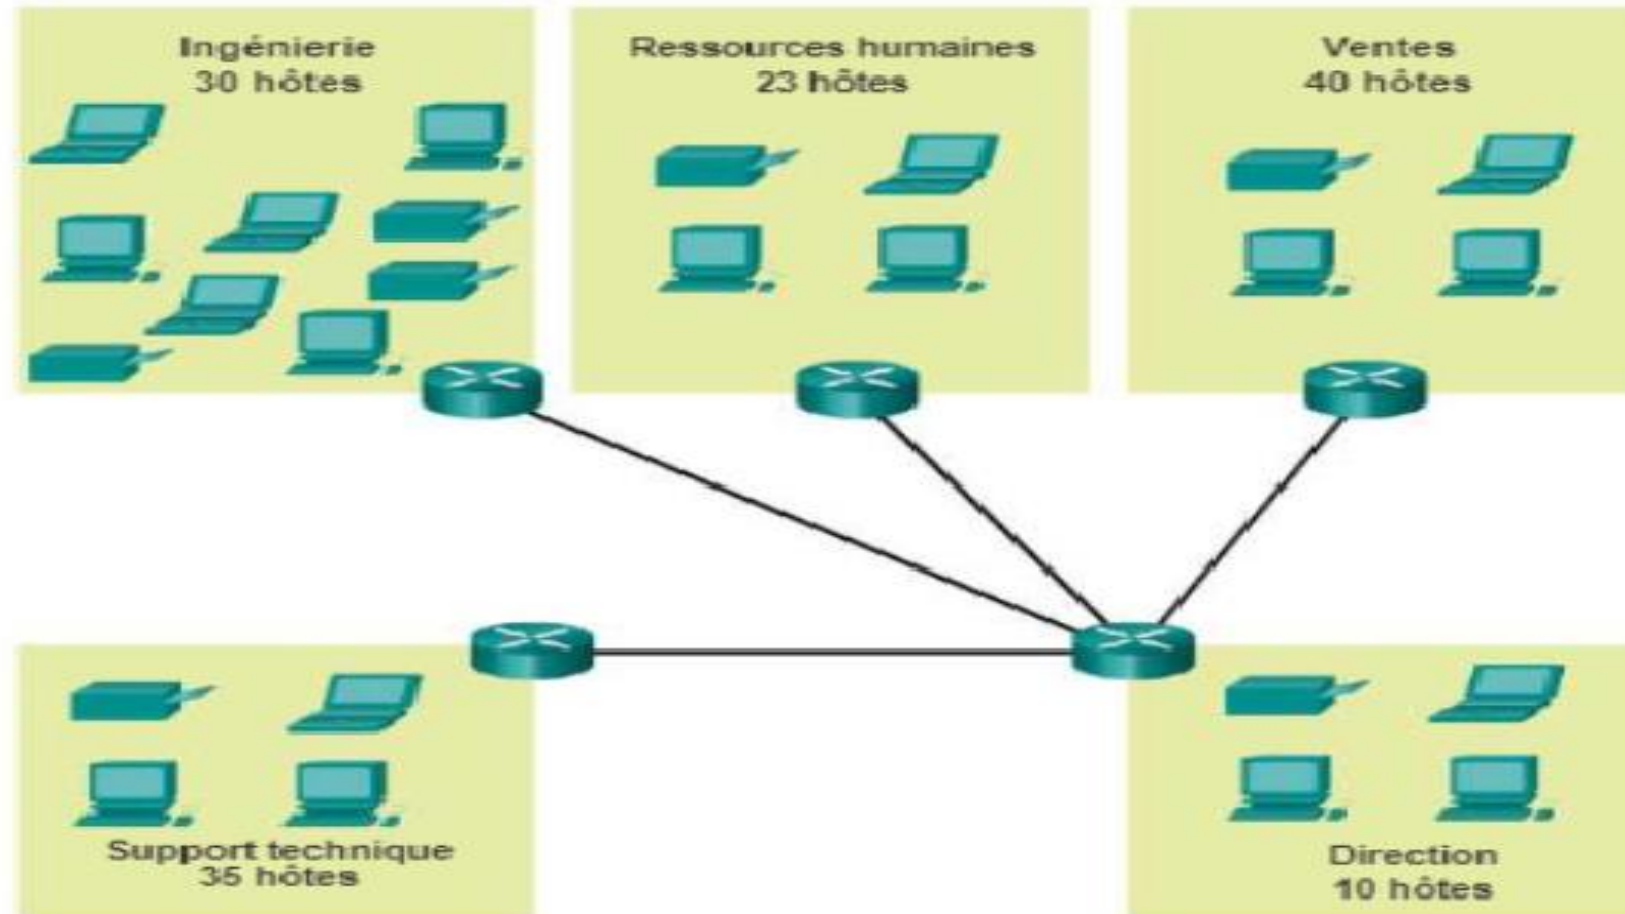 Ingénierie
30 hôtes
Ressources humaines
23 hôtes
Ventes
40 hôtes
Support technique
35 hôtes
Direction
10 hôtes